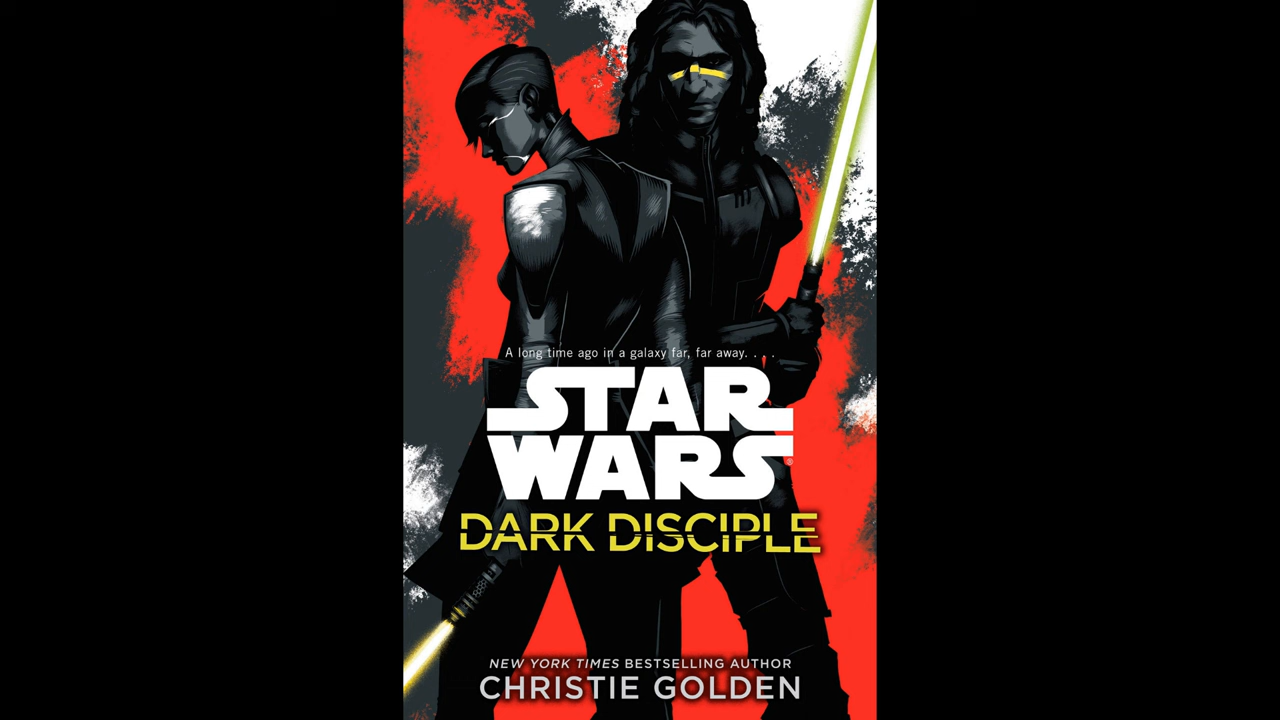 A long time ago in a galaxy far, far away. . . .
STAR
WARS®
DARK DISCIPLE
NEW YORK TIMES BESTSELLING AUTHOR
CHRISTIE GOLDEN